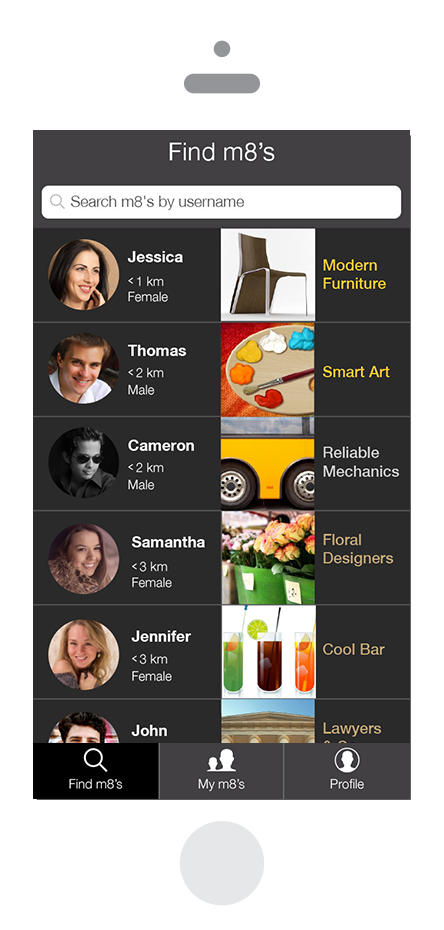 Find m8's
Search m8's by username
Jessica
< 1 km
Female
Modern
Furniture
Thomas
< 2 km
Male
Smart Art
Cameron
< 2 km
Male
Reliable
Mechanics
Samantha
< 3 km
Female
Floral
Designers
Jennifer
< 3 km
Female
Cool Bar
John
Lawyers
Find m8's
My m8's
Profile